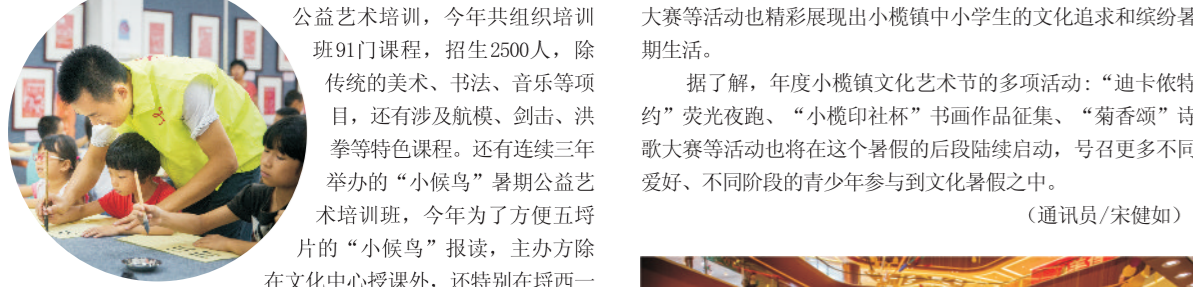 公益艺术培训，今年共组织培训
班91门课程，招生2500人，除
传统的美术、书法、音乐等项
目，还有涉及航模、剑击、洪
拳等特色课程。还有连续三年
举办的“小候鸟”暑期公益艺
术培训班，今年为了方便五埒
片的“小候鸟”报读，主办方除
在文化中心授课外，还特别在埒西一
大赛等活动也精彩展现出小榄镇中小学生的文化追求和缤纷暑
期生活。
据了解，年度小榄镇文化艺术节的多项活动：“迪卡侬特
约”荧光夜跑、“小榄印社杯”书画作品征集、“菊香颂”诗
歌大赛等活动也将在这个暑假的后段陆续启动，号召更多不同
爱好、不同阶段的青少年参与到文化暑假之中。
（通讯员/宋健如）